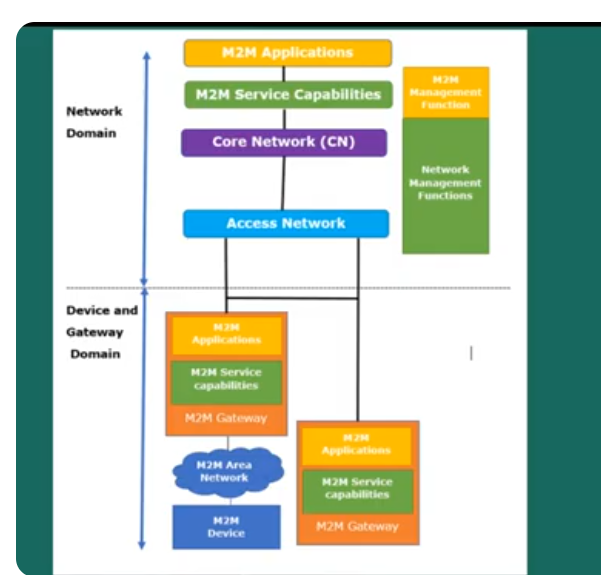 M2M Applications
M2M Service Capabilities
Core Network (CN)
Access Network
M2M
Management
Function
Network
Management
Functions
Network
Domain
Device and
Gateway
Domain
M2M
Applications
M2M Service
capabilities
M2M Gateway
M2M Area
Network
M2M
Device
M2M
Applications
M2M Service
capabilities
M2M Gateway